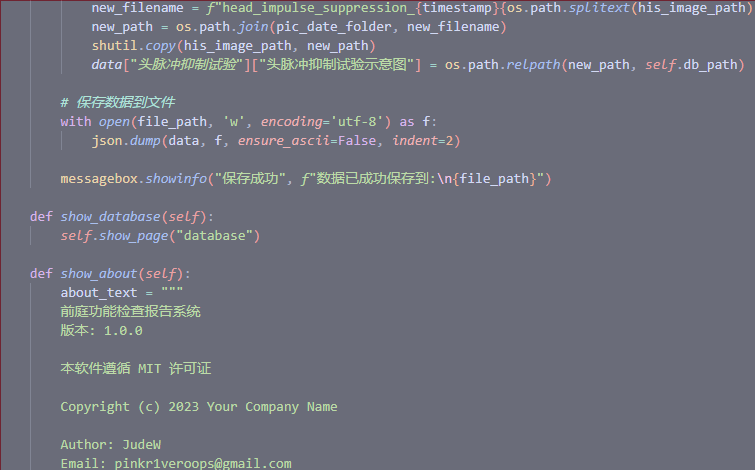 new_filename = f"head_impulse_suppression_{timestamp}{os.path.splitext(his_image_path)
new_path = os.path.join(pic_date_folder, new_filename)
shutil.copy(his_image_path, new_path)
data["头脉冲抑制试验"]["头脉冲抑制试验示意图"] = os.path.relpath(new_path, self.db_path)
# 保存数据到文件
with open(file_path, 'w', encoding='utf-8') as f:
json.dump(data, f, ensure_ascii=False, indent=2)
messagebox.showinfo("保存成功", f"数据已成功保存到:\n{file_path}")
def show_database(self):
self.show_page("database")
def show_about(self):
about_text = """
前庭功能检查报告系统
版本: 1.0.0
本软件遵循 MIT 许可证
Copyright (c) 2023 Your Company Name
Author: JudeW
Email: pinkr1veroops@gmail.com